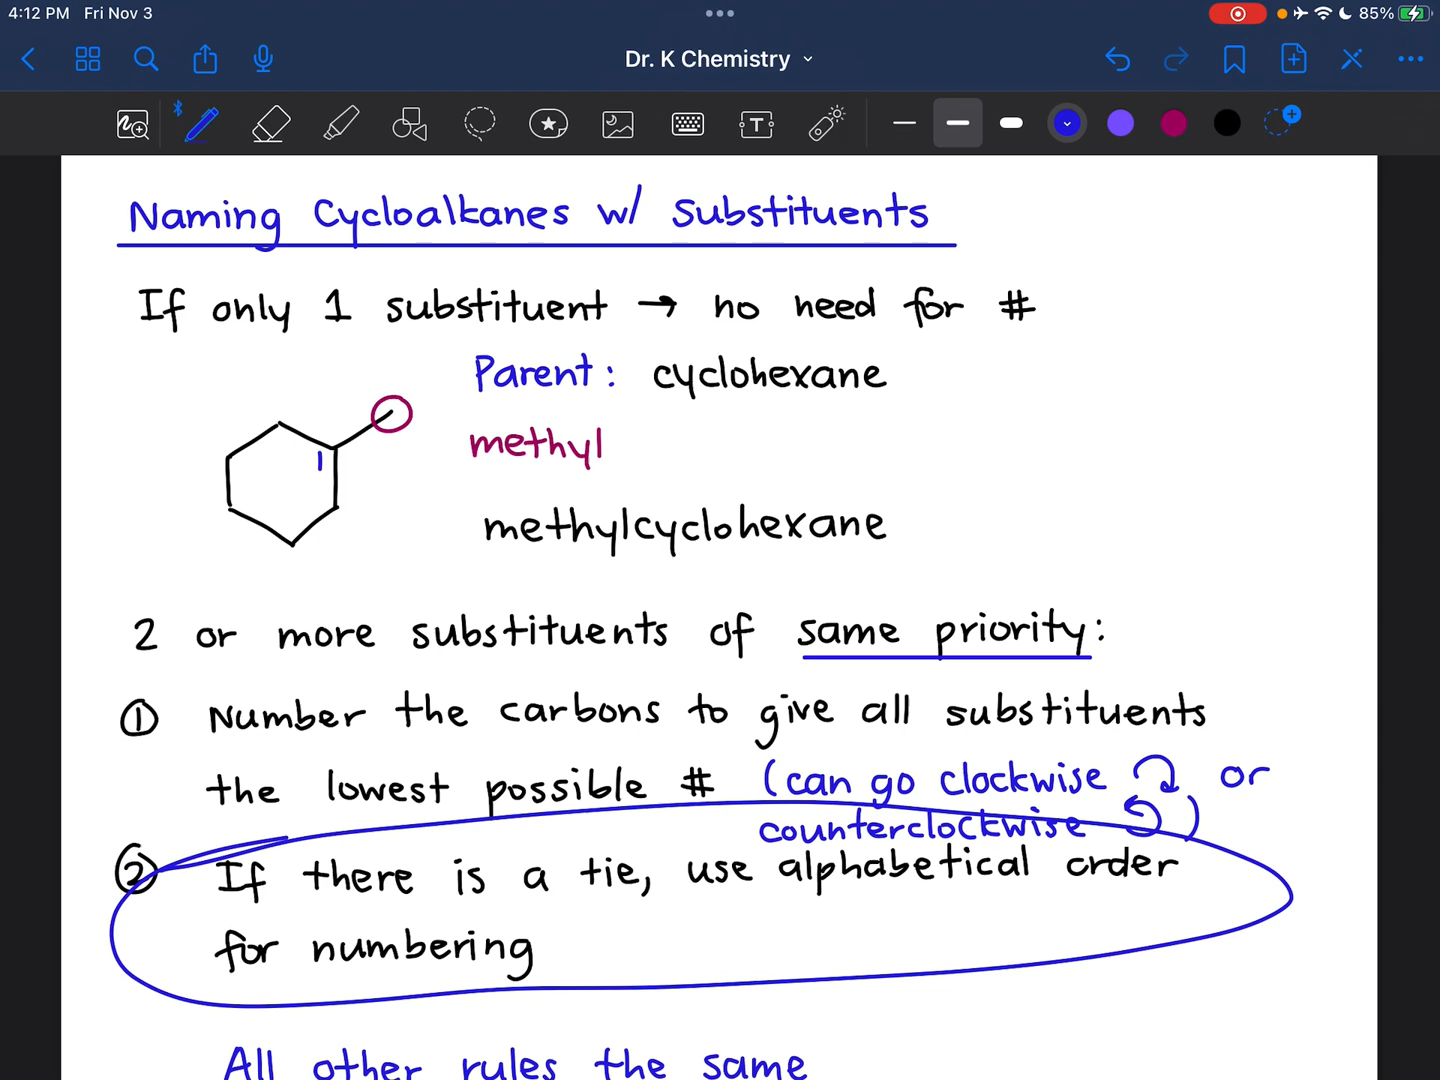 4:12 PM Fri Nov 3
85%
Dr. K Chemistry
T
Naming Cycloalkanes w/ Substituents
If only 1 substituent → no need for #
Parent: cyclohexane
methyl
1
methylcyclohexane
2 or more substituents of same priority:
① Number the carbons to give all substituents
the lowest possible # (can go clockwise ↷ or
counterclockwise ↶)
② If there is a tie, use alphabetical order
for numbering
All other rules the same